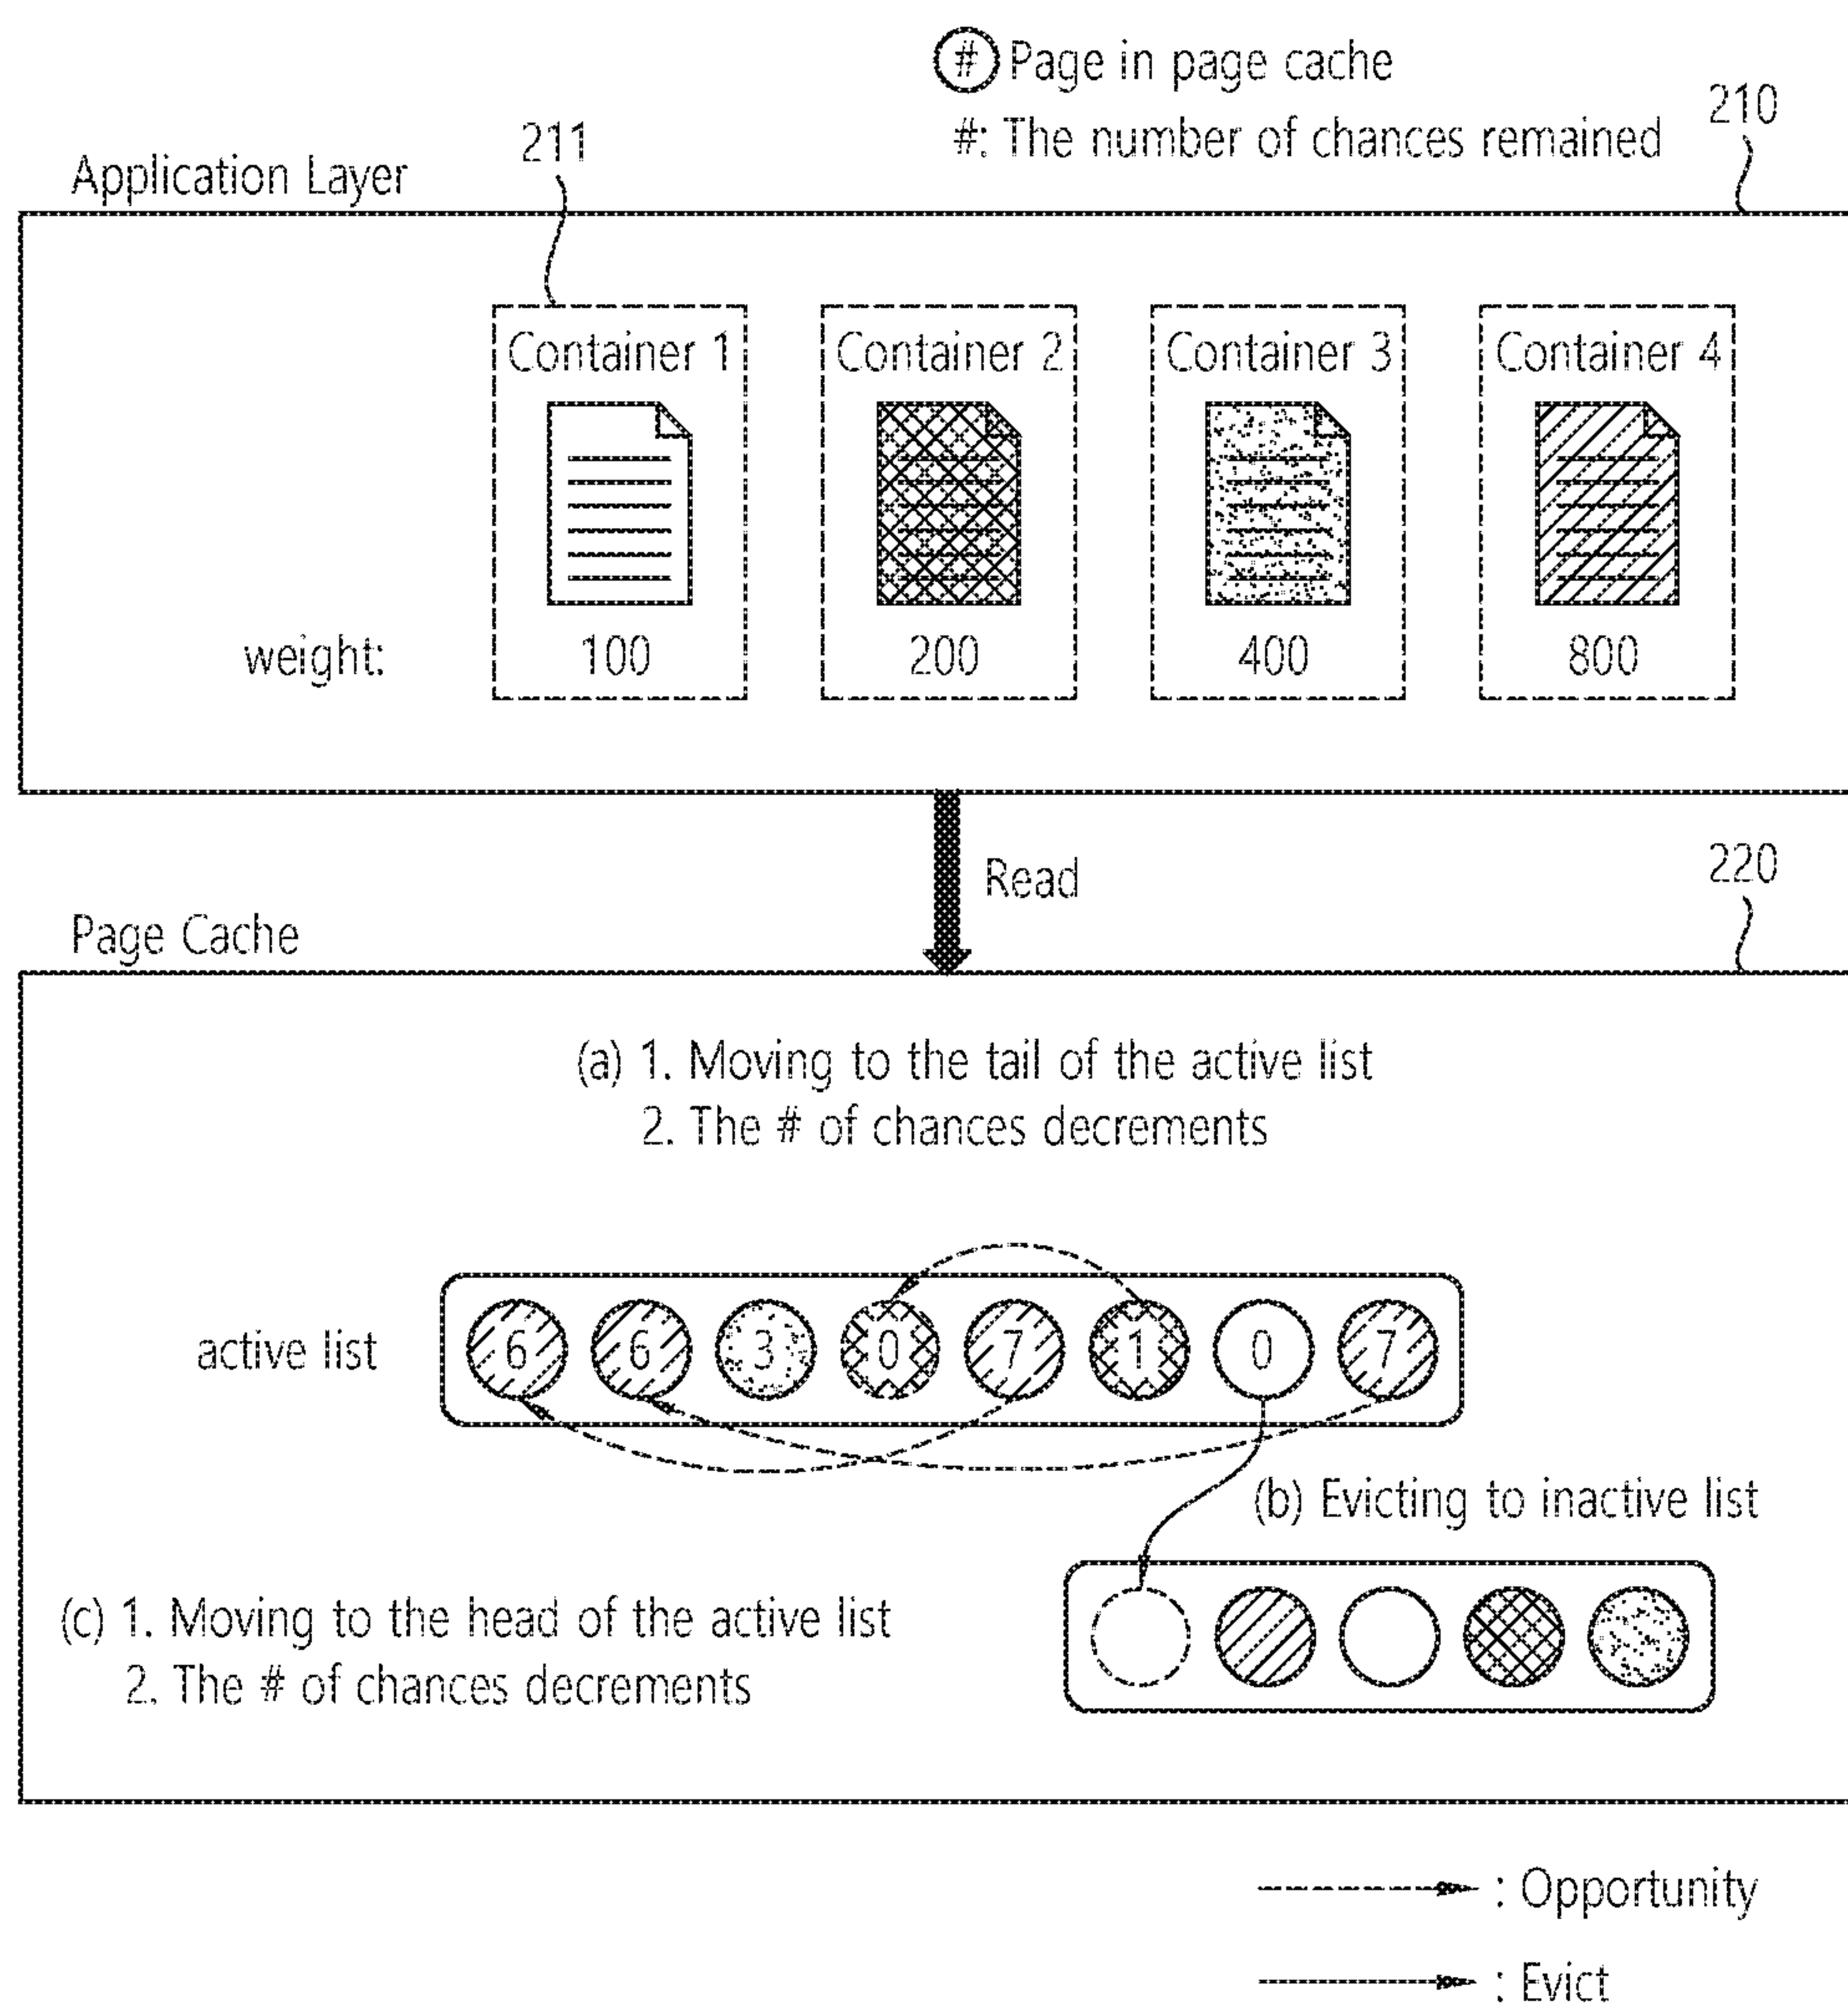 # Page in page cache
#: The number of chances remained
210
211
Application Layer
Container 1 Container 2 Container 3 Container 4
weight: 100 200 400 800
Read
220
Page Cache
(a) 1. Moving to the tail of the active list
2. The # of chances decrements
active list 6 6 3 0 7 1 0 7
(b) Evicting to inactive list
(c) 1. Moving to the head of the active list
2. The # of chances decrements
: Opportunity
: Evict